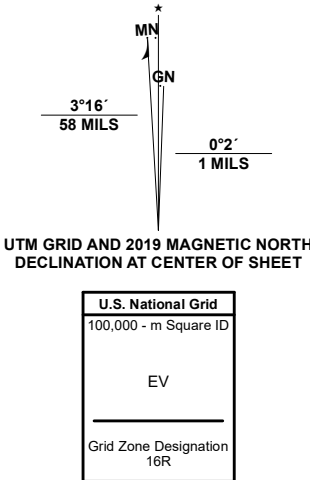 ★
MN
GN
3°16´
58 MILS
0°2´
1 MILS
UTM GRID AND 2019 MAGNETIC NORTH
DECLINATION AT CENTER OF SHEET
U.S. National Grid
100,000 - m Square ID
EV
Grid Zone Designation
16R